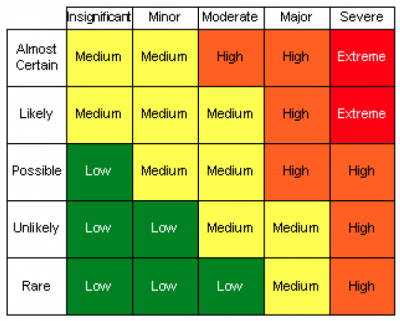 Insignificant Minor Moderate Major Severe
Almost
Certain
Medium Medium High High Extreme
Likely Medium Medium Medium High Extreme
Possible Low Medium Medium High High
Unlikely Low Low Medium Medium High
Rare Low Low Low Medium High